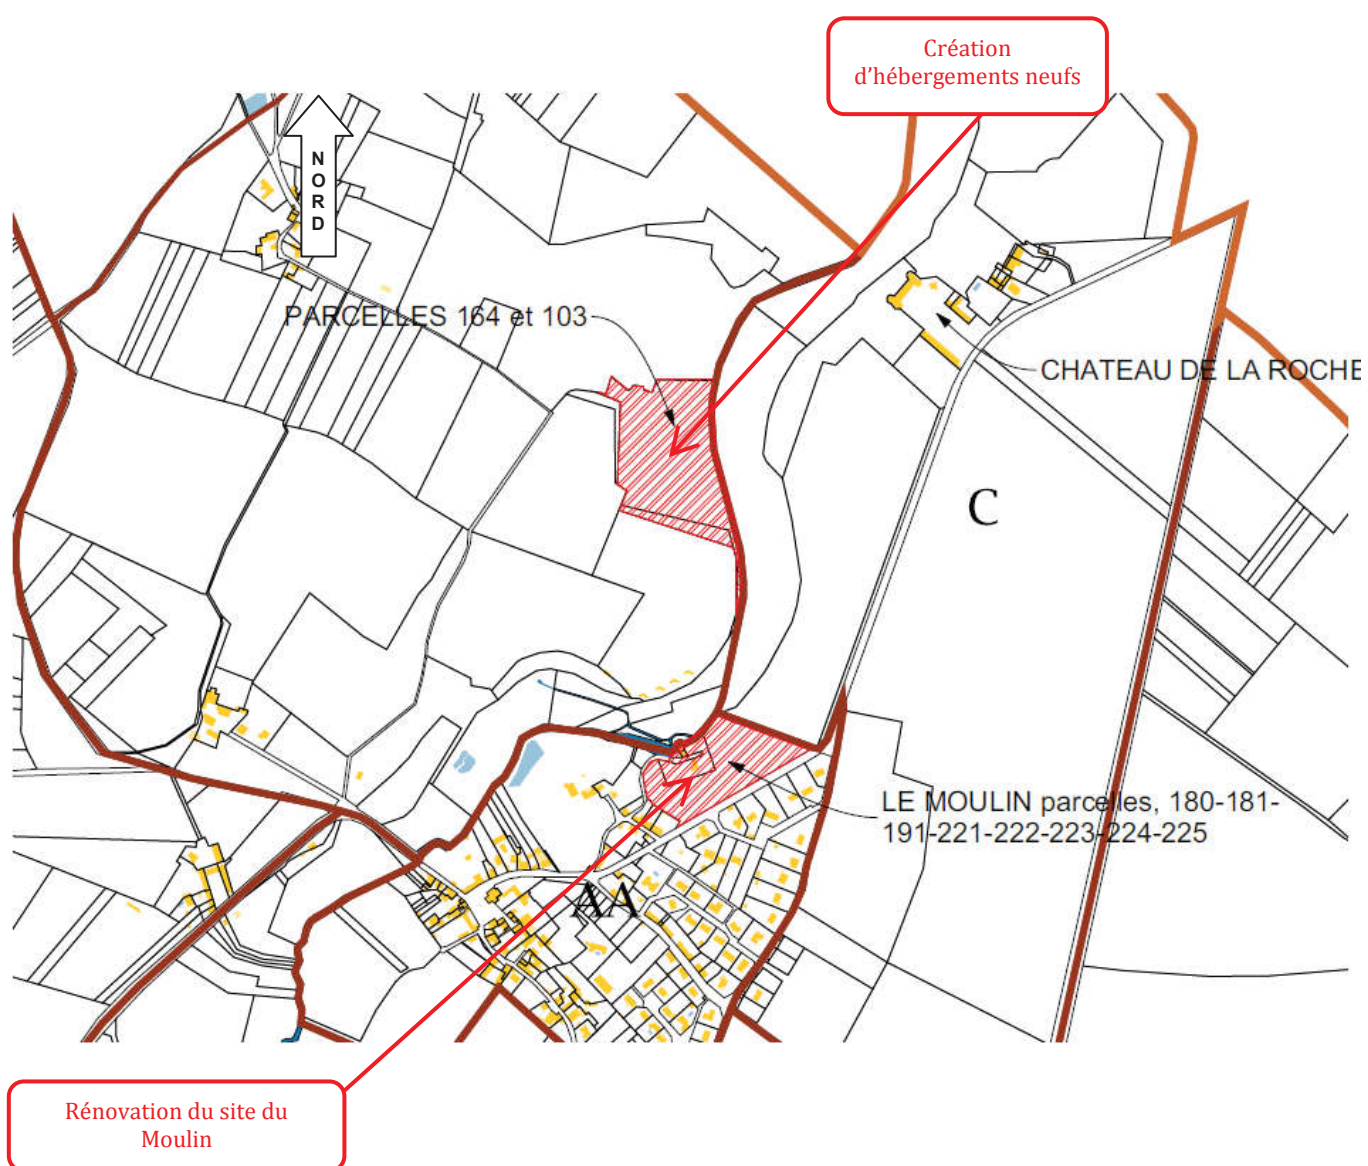 Création
d'hébergements neufs
NORD
PARCELLES 164 et 103
CHATEAU DE LA ROCHE
C
LE MOULIN parcelles, 180-181-
191-221-222-223-224-225
AA
Rénovation du site du
Moulin